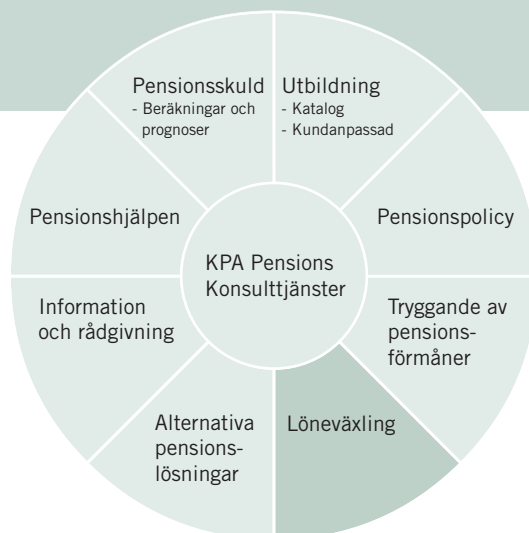 Pensionsskuld
- Beräkningar och
prognoser
Utbildning
- Katalog
- Kundanpassad
Pensionshjälpen
Pensionspolicy
KPA Pensions
Konsulttjänster
Information
och rådgivning
Tryggande av
pensions-
förmåner
Alternativa
pensions-
lösningar
Löneväxling